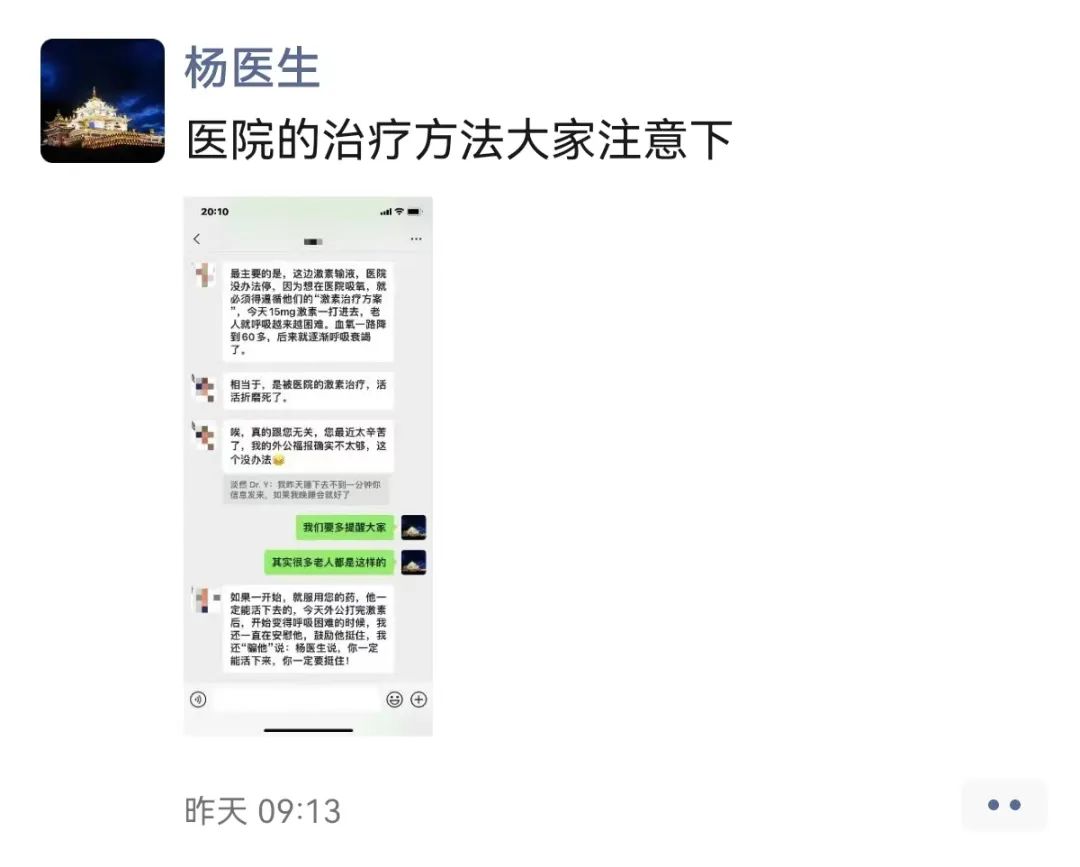 杨医生
医院的治疗方法大家注意下
20:10
最主要的是，这边激素输液，医院
没办法停，因为想在医院吸氧，就
必须得遵循他们的“激素治疗方案
”，今天15mg激素一打进去，老
人就呼吸越来越困难。血氧一路降
到60多，后来就逐渐呼吸衰竭
了。
相当于，是被医院的激素治疗，活
活折磨死了。
唉，真的跟您无关，您最近太辛苦
了，我的外公福报确实不太够，这
个没办法😂
淡然 Dr. Y：我昨天睡下去不到一分钟你
信息发来，如果我晚睡会就好了
我们要多提醒大家
其实很多老人都是这样的
如果一开始，就服用您的药，他一
定能活下去的，今天外公打完激素
后，开始变得呼吸困难的时候，我
还一直在安慰他，鼓励他挺住，我
还“骗他”说：杨医生说，你一定
能活下来，你一定要挺住！
昨天 09:13